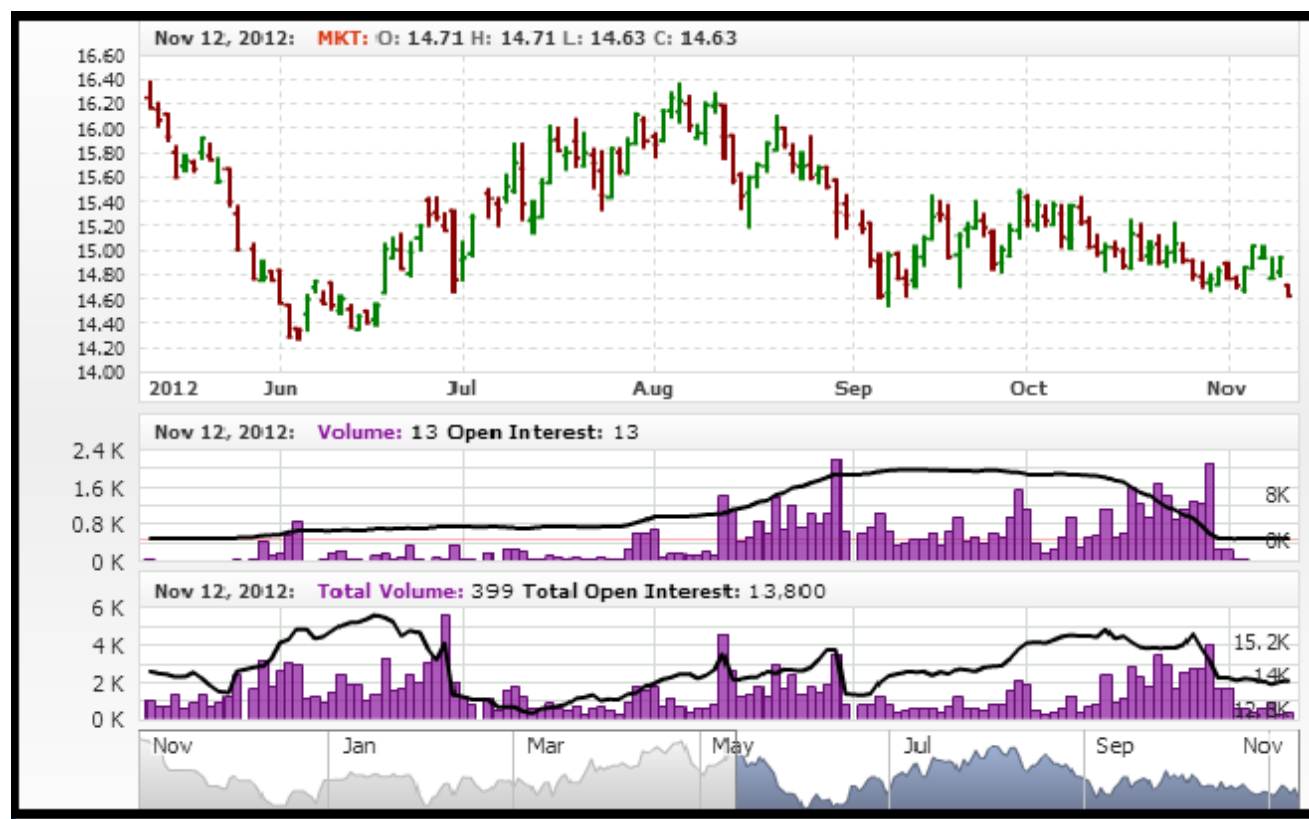 Nov 12, 2012: MKT: O: 14.71 H: 14.71 L: 14.63 C: 14.63
16.60
16.40
16.20
16.00
15.80
15.60
15.40
15.20
15.00
14.80
14.60
14.40
14.20
14.00
2012 Jun Jul Aug Sep Oct Nov
Nov 12, 2012: Volume: 13 Open Interest: 13
2.4 K
1.6 K
8K
0.8 K
0K
0 K
Nov 12, 2012: Total Volume: 399 Total Open Interest: 13,800
6 K
4 K
15.2K
2 K
14K
0 K
12.8K
Nov Jan Mar May Jul Sep Nov